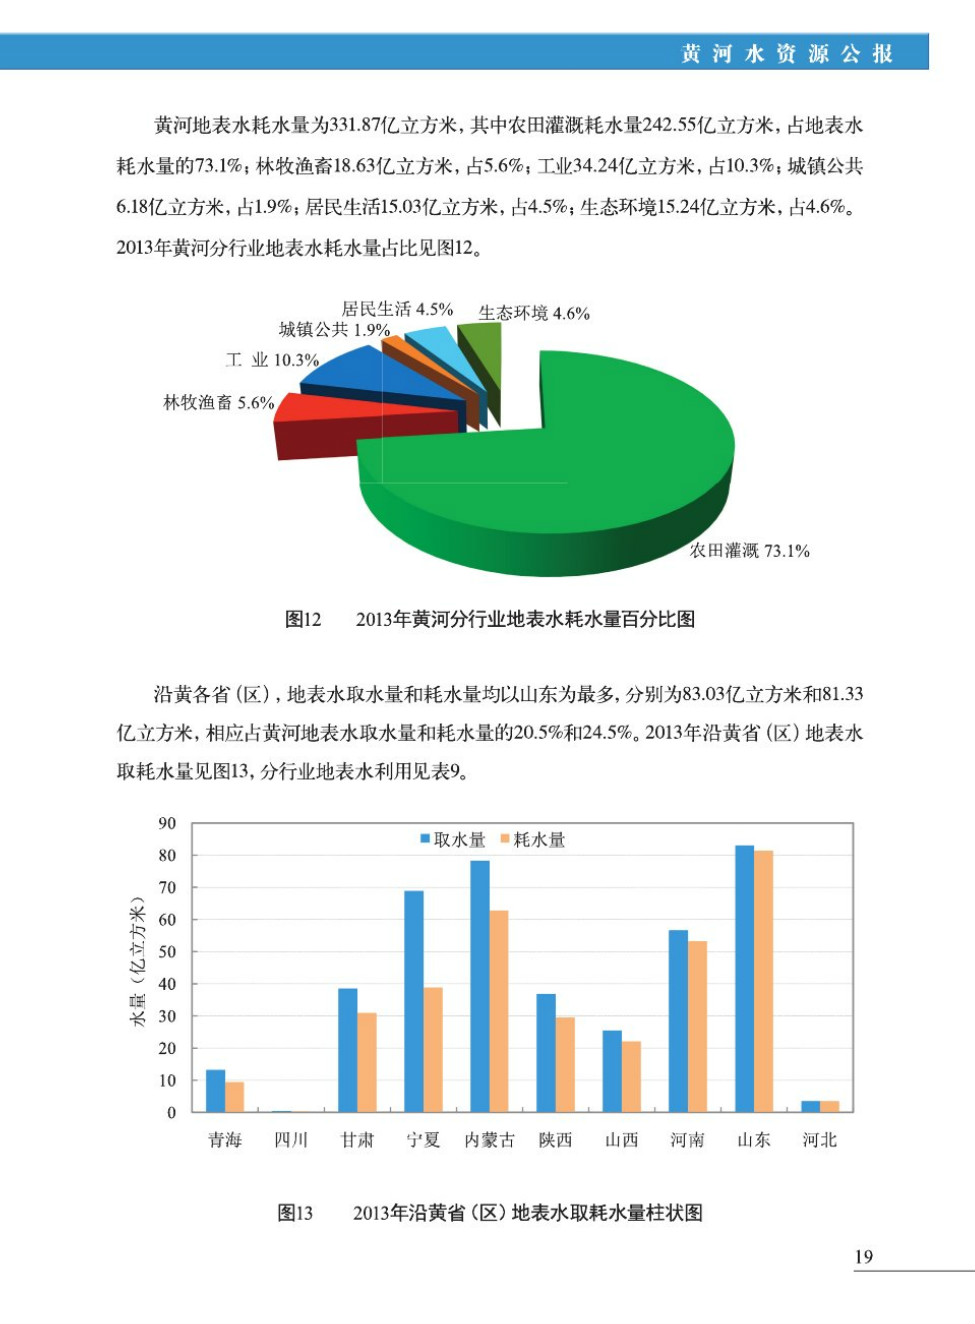 黄河水资源公报
黄河地表水耗水量为331.87亿立方米，其中农田灌溉耗水量242.55亿立方米，占地表水
耗水量的73.1%；林牧渔畜18.63亿立方米，占5.6%；工业34.24亿立方米，占10.3%；城镇公共
6.18亿立方米，占1.9%；居民生活15.03亿立方米，占4.5%；生态环境15.24亿立方米，占4.6%。
2013年黄河分行业地表水耗水量占比见图12。
居民生活 4.5%
生态环境 4.6%
城镇公共 1.9%
工 业 10.3%
林牧渔畜 5.6%
农田灌溉 73.1%
图12 2013年黄河分行业地表水耗水量百分比图
沿黄各省（区），地表水取水量和耗水量均以山东为最多，分别为83.03亿立方米和81.33
亿立方米，相应占黄河地表水取水量和耗水量的20.5%和24.5%。2013年沿黄省（区）地表水
取耗水量见图13，分行业地表水利用见表9。
水量（亿立方米）
90
80
70
60
50
40
30
20
10
0
取水量 耗水量
青海 四川 甘肃 宁夏 内蒙古 陕西 山西 河南 山东 河北
图13 2013年沿黄省（区）地表水取耗水量柱状图
19